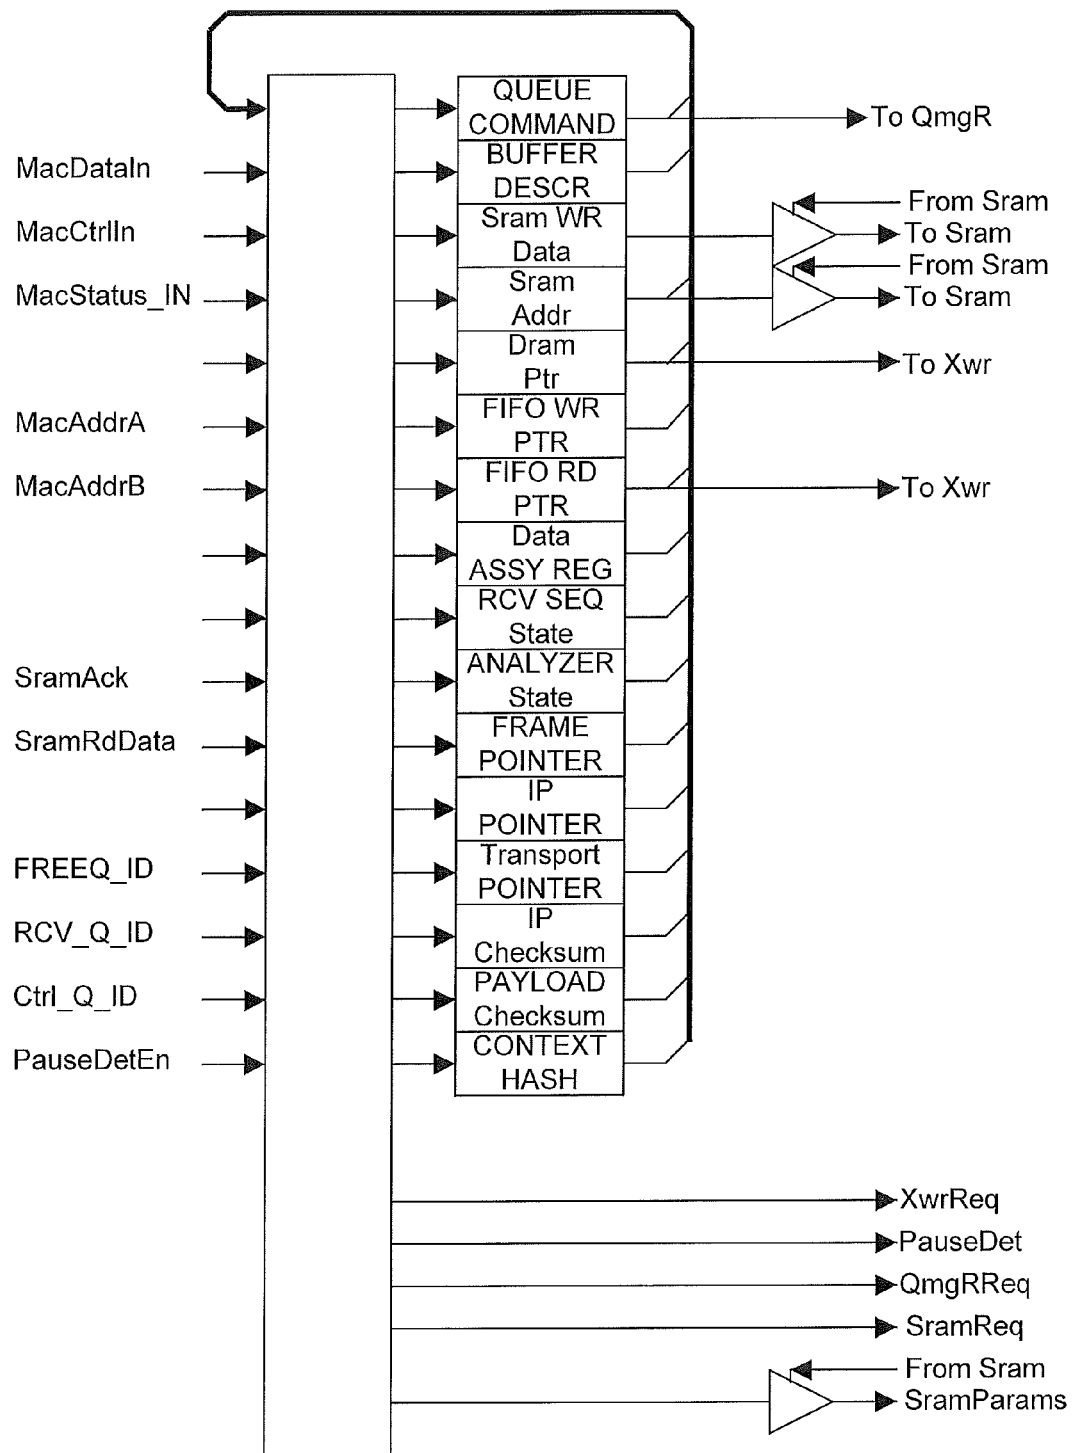 QUEUE
COMMAND
To QmgR
MacDataIn
BUFFER
DESCR
From Sram
MacCtrlIn
Sram WR
Data
To Sram
From Sram
MacStatus_IN
Sram
Addr
To Sram
Dram
Ptr
To Xwr
MacAddrA
FIFO WR
PTR
MacAddrB
FIFO RD
PTR
To Xwr
Data
ASSY REG
RCV SEQ
State
SramAck
ANALYZER
State
SramRdData
FRAME
POINTER
IP
POINTER
FREEQ_ID
Transport
POINTER
RCV_Q_ID
IP
Checksum
Ctrl_Q_ID
PAYLOAD
Checksum
PauseDetEn
CONTEXT
HASH
XwrReq
PauseDet
QmgRReq
SramReq
From Sram
SramParams